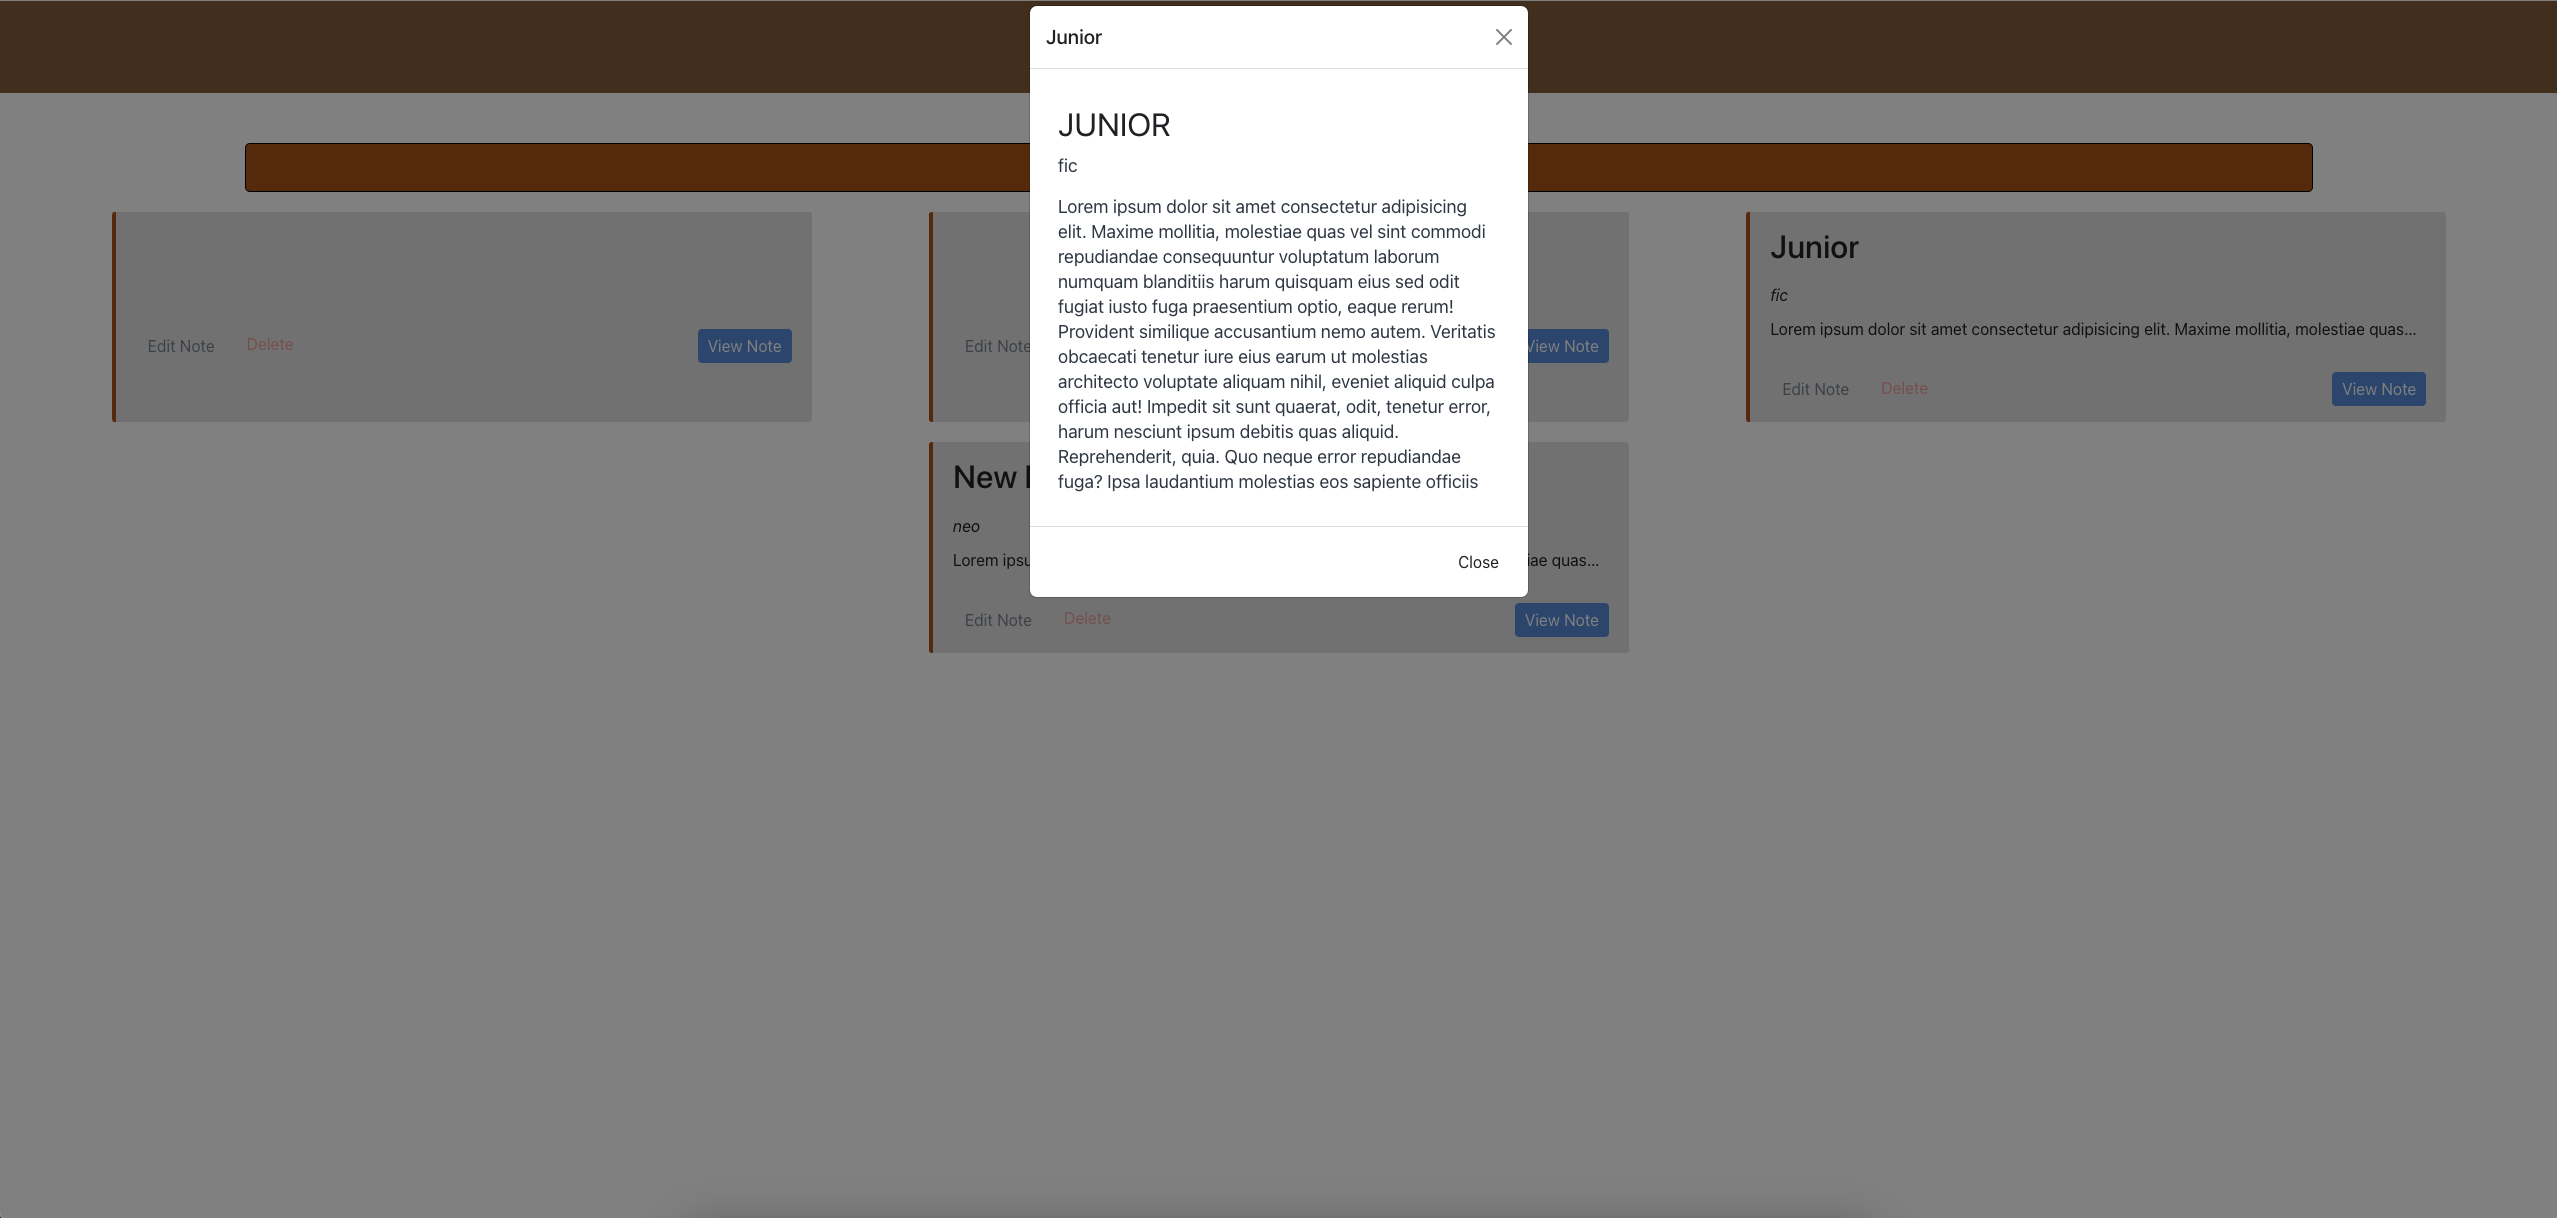 Junior
JUNIOR
fic
Lorem ipsum dolor sit amet consectetur adipisicing
elit. Maxime mollitia, molestiae quas vel sint commodi
repudiandae consequuntur voluptatum laborum
numquam blanditiis harum quisquam eius sed odit
fugiat iusto fuga praesentium optio, eaque rerum!
Provident similique accusantium nemo autem. Veritatis
obcaecati tenetur iure eius earum ut molestias
architecto voluptate aliquam nihil, eveniet aliquid culpa
officia aut! Impedit sit sunt quaerat, odit, tenetur error,
harum nesciunt ipsum debitis quas aliquid.
Reprehenderit, quia. Quo neque error repudiandae
fuga? Ipsa laudantium molestias eos sapiente officiis
Close
Edit Note Delete View Note
Edit Note View Note
Junior
fic
Lorem ipsum dolor sit amet consectetur adipisicing elit. Maxime mollitia, molestiae quas...
Edit Note Delete View Note
New
neo
Lorem quas...
Edit Note Delete View Note